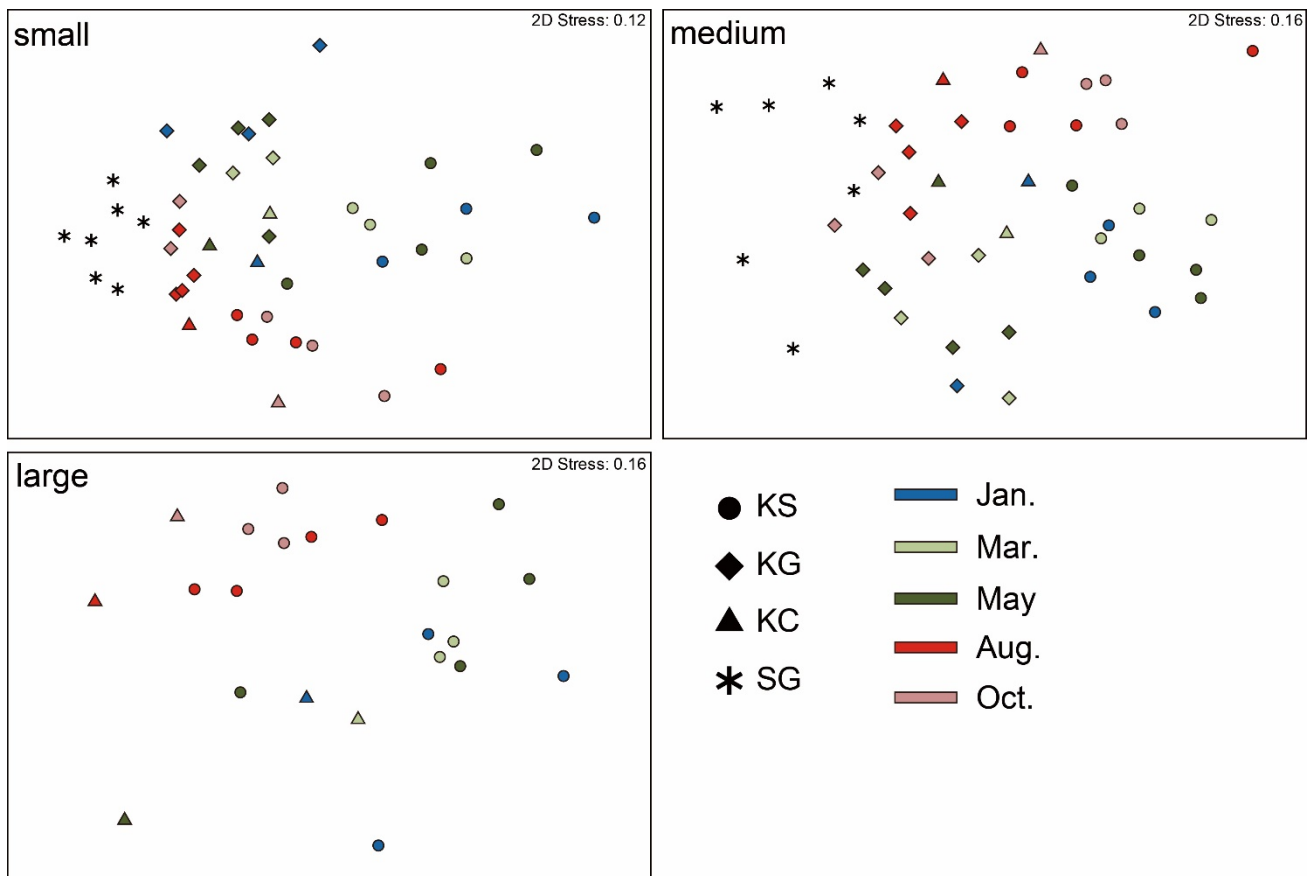 small
2D Stress: 0.12
medium
2D Stress: 0.16
large
2D Stress: 0.16
KS
KG
KC
SG
Jan.
Mar.
May
Aug.
Oct.